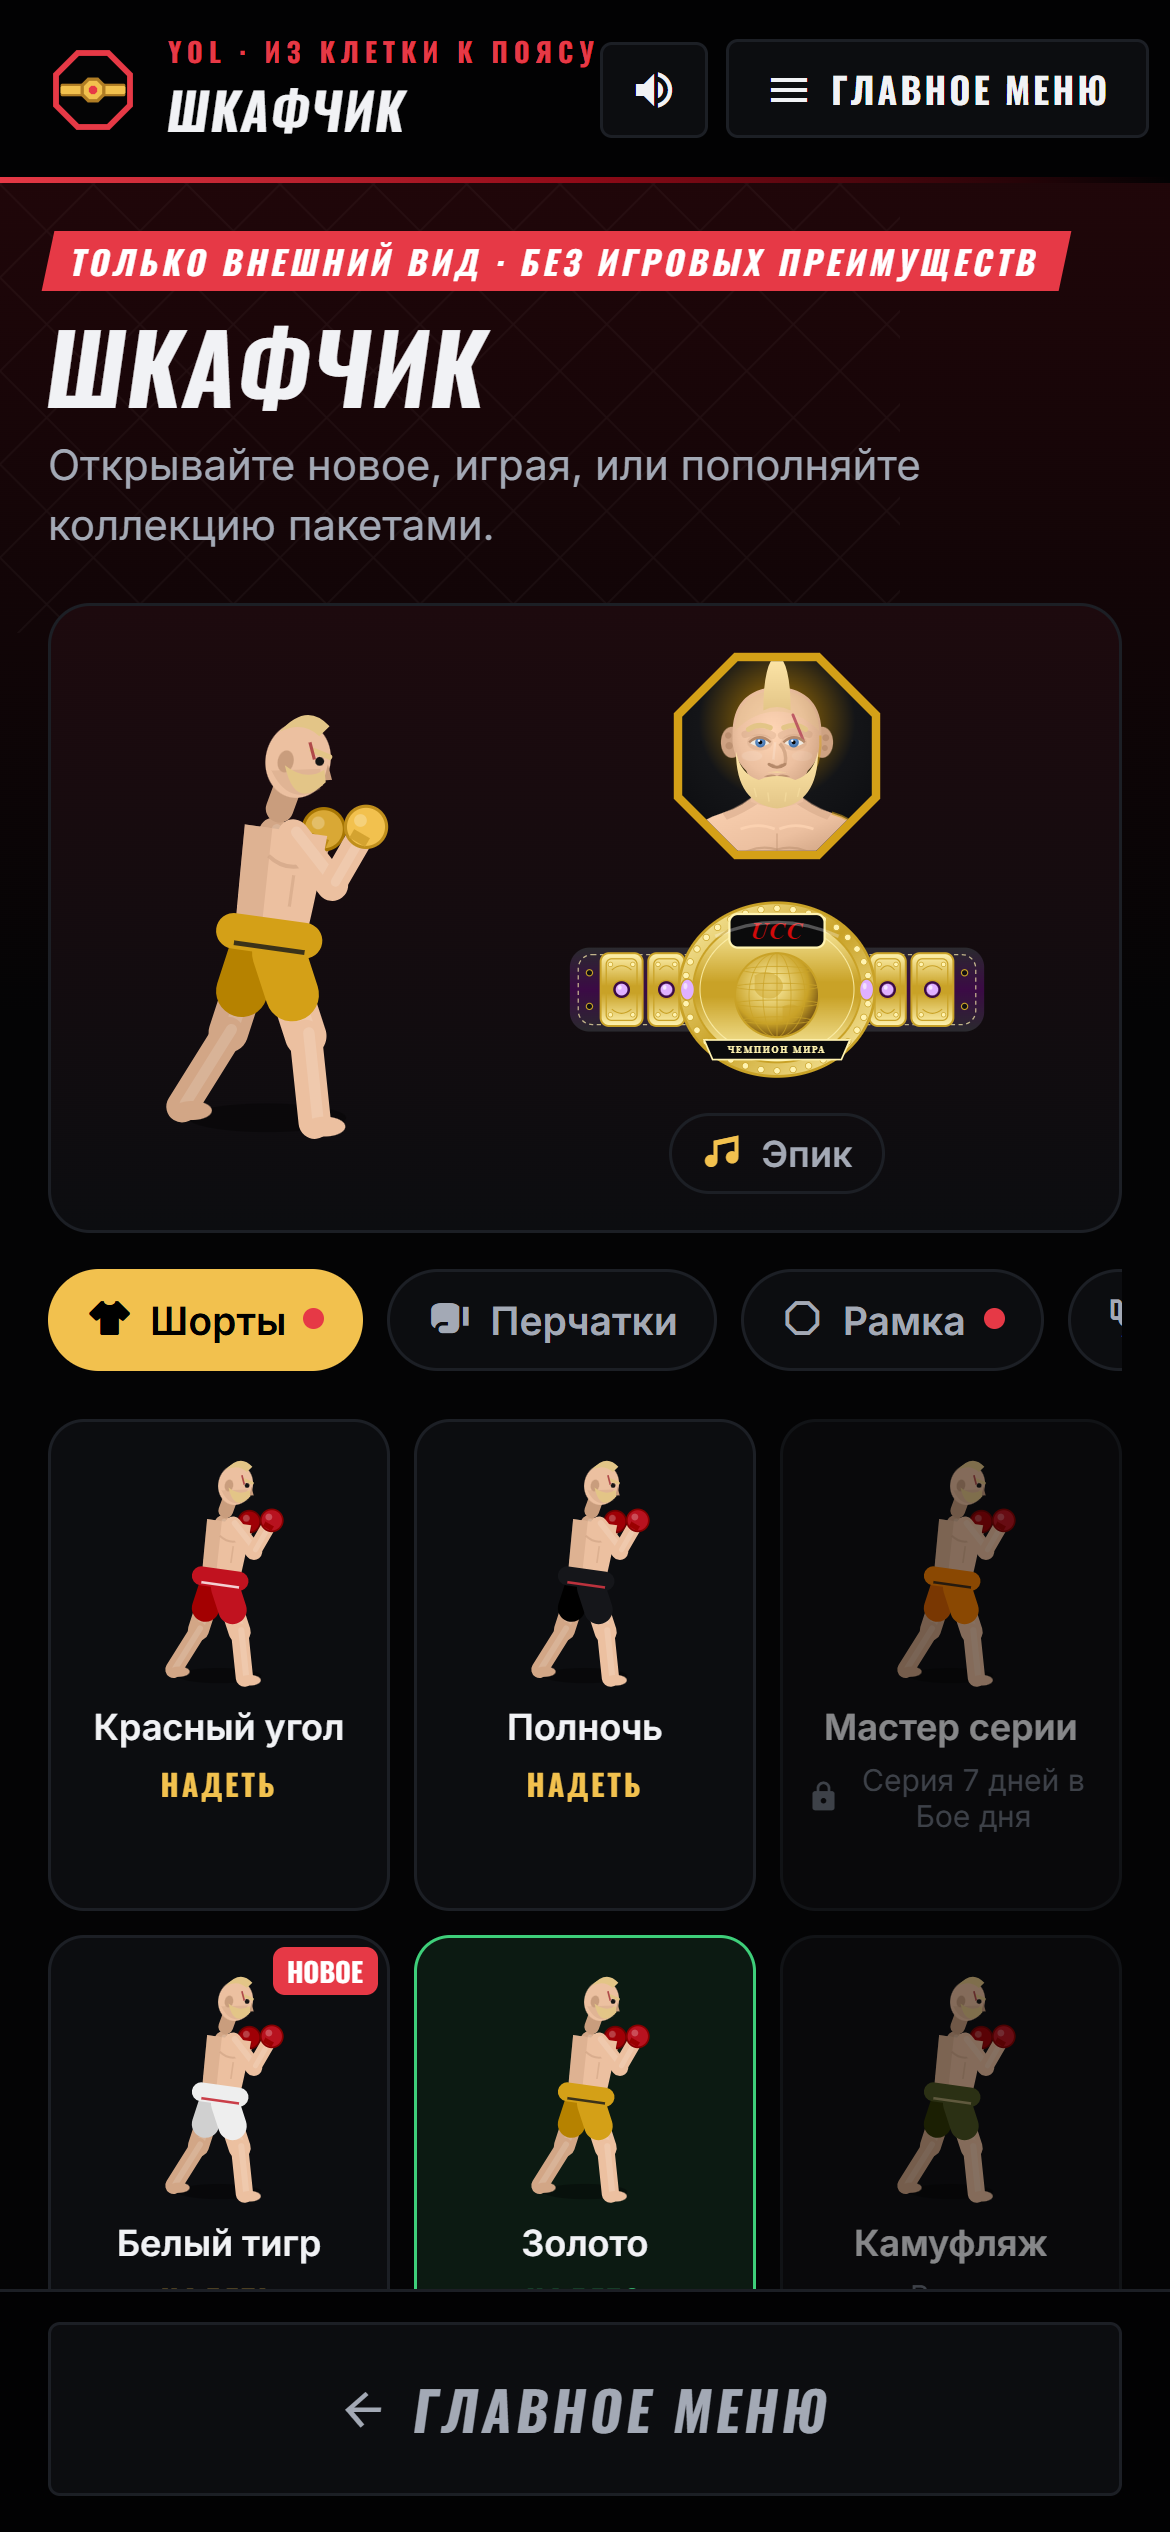 YOL · ИЗ КЛЕТКИ К ПОЯСУ
ШКАФЧИК
ГЛАВНОЕ МЕНЮ
ТОЛЬКО ВНЕШНИЙ ВИД · БЕЗ ИГРОВЫХ ПРЕИМУЩЕСТВ
ШКАФЧИК
Открывайте новое, играя, или пополняйте
коллекцию пакетами.
UCC
ЧЕМПИОН МИРА
Эпик
Шорты
Перчатки
Рамка
Красный угол
НАДЕТЬ
Полночь
НАДЕТЬ
Мастер серии
Серия 7 дней в
Бое дня
НОВОЕ
Белый тигр
Золото
Камуфляж
ГЛАВНОЕ МЕНЮ